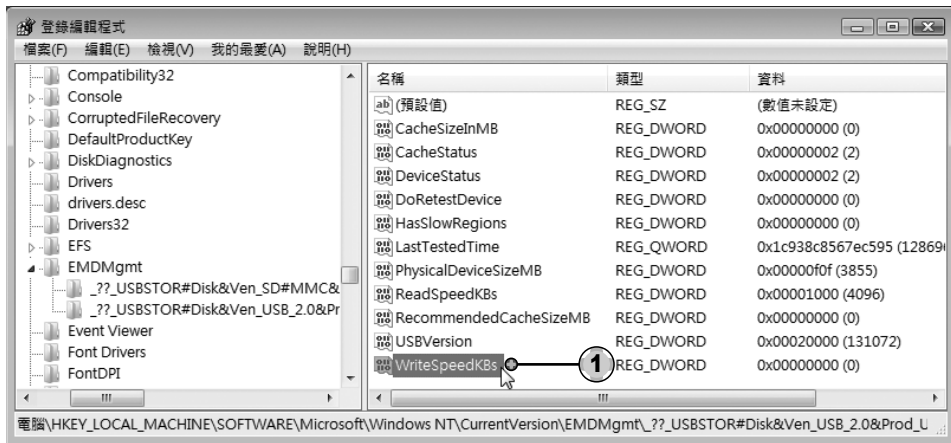 登錄編輯程式
檔案(F) 編輯(E) 檢視(V) 我的最愛(A) 說明(H)
Compatibility32
Console
CorruptedFileRecovery
DefaultProductKey
DiskDiagnostics
Drivers
drivers.desc
Drivers32
EFS
EMDMgmt
_??_USBSTOR#Disk&Ven_SD#MMC&
_??_USBSTOR#Disk&Ven_USB_2.0&Pr
Event Viewer
Font Drivers
FontDPI
名稱 類型 資料
(預設值) REG_SZ (數值未設定)
CacheSizeInMB REG_DWORD 0x00000000 (0)
CacheStatus REG_DWORD 0x00000002 (2)
DeviceStatus REG_DWORD 0x00000002 (2)
DoRetestDevice REG_DWORD 0x00000000 (0)
HasSlowRegions REG_DWORD 0x00000000 (0)
LastTestedTime REG_QWORD 0x1c938c8567ec595 (12869
PhysicalDeviceSizeMB REG_DWORD 0x00000f0f (3855)
ReadSpeedKBs REG_DWORD 0x00001000 (4096)
RecommendedCacheSizeMB REG_DWORD 0x00000000 (0)
USBVersion REG_DWORD 0x00020000 (131072)
WriteSpeedKBs 1 REG_DWORD 0x00000000 (0)
電腦\HKEY_LOCAL_MACHINE\SOFTWARE\Microsoft\Windows NT\CurrentVersion\EMDMgmt\_??_USBSTOR#Disk&Ven_USB_2.0&Prod_U